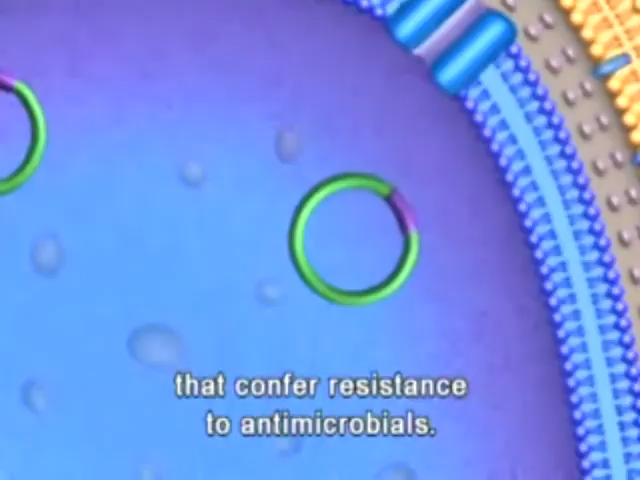 that confer resistance
to antimicrobials.